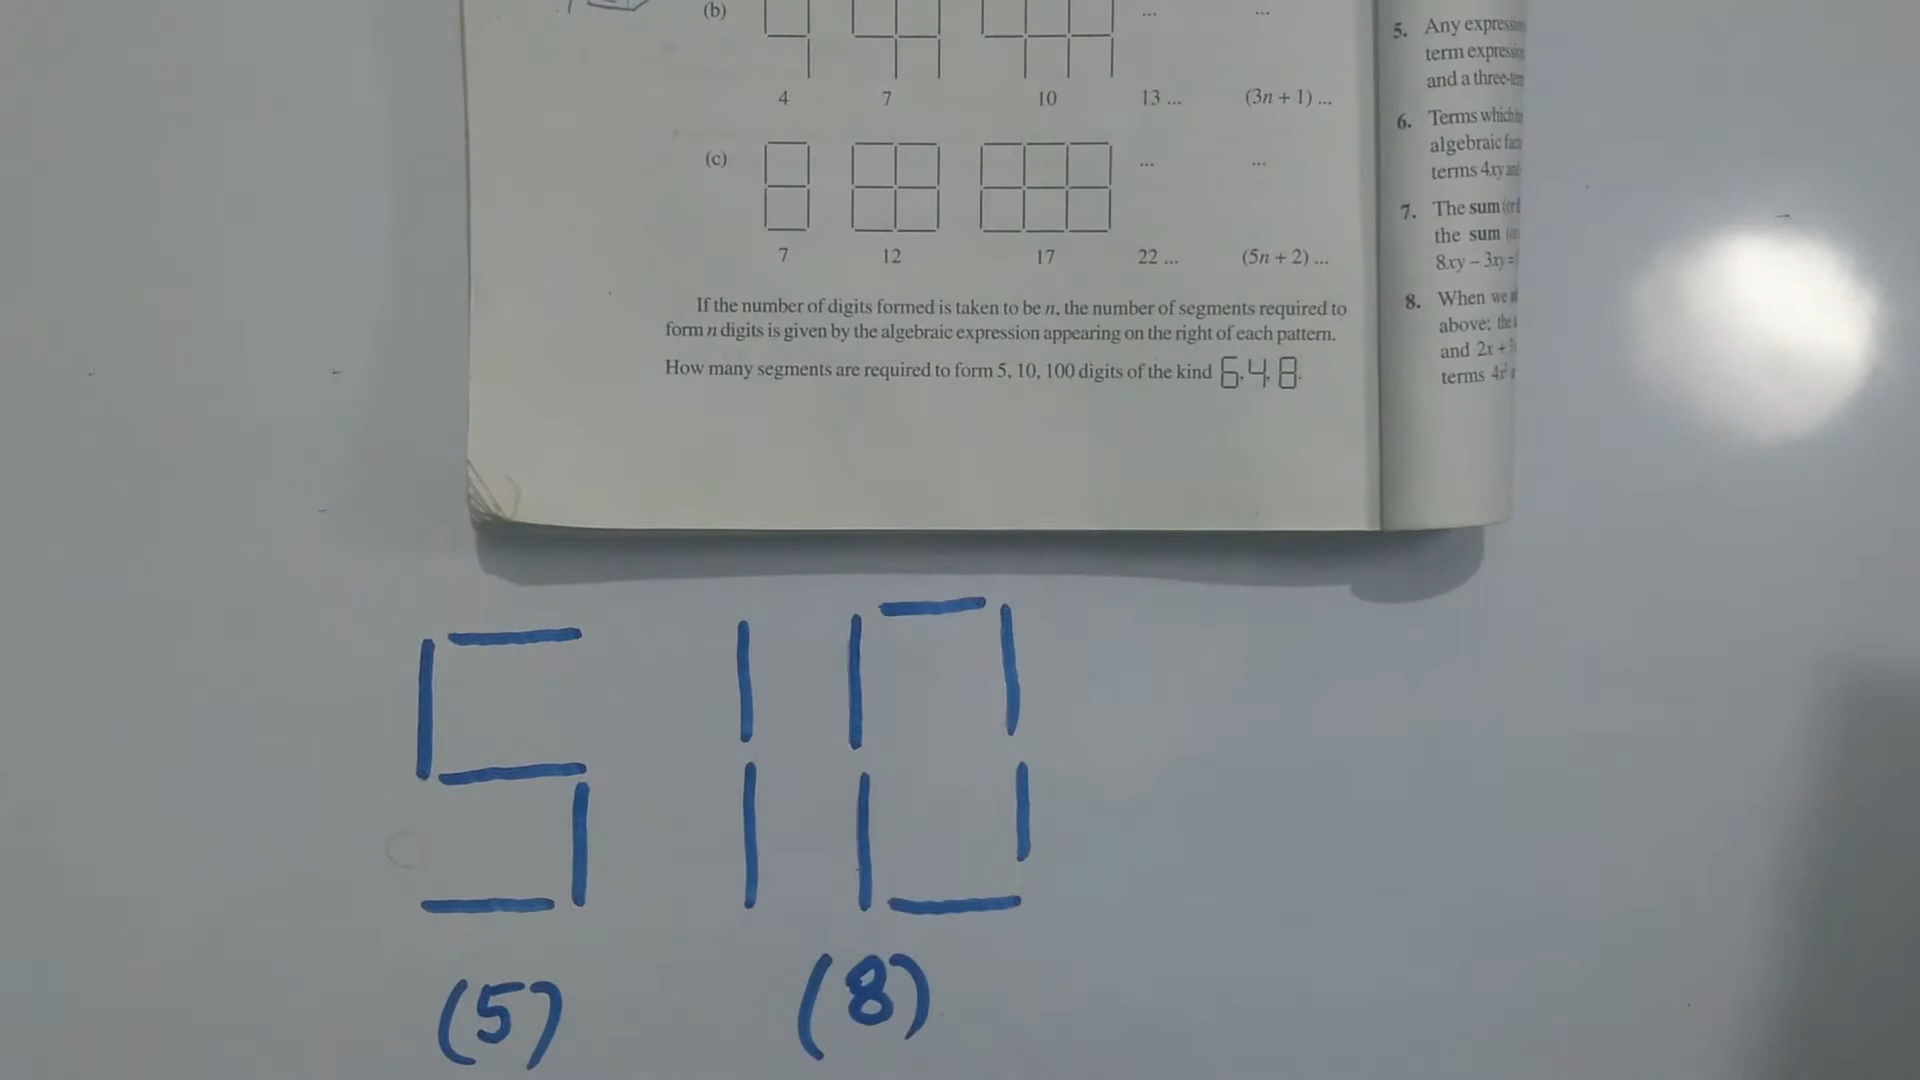 (b) ... ...
4 7 10 13 ... (3n + 1) ...
(c) ... ...
7 12 17 22 ... (5n + 2) ...
If the number of digits formed is taken to be n, the number of segments required to
form n digits is given by the algebraic expression appearing on the right of each pattern.
How many segments are required to form 5, 10, 100 digits of the kind 6, 4, 8.
5. Any
term
and a
6. Terms which
algebraic
terms 4xy
7. The sum
the sum
8xy – 3xy =
8. When we
above; the
and 2x +
terms
5 10
(5) (8)